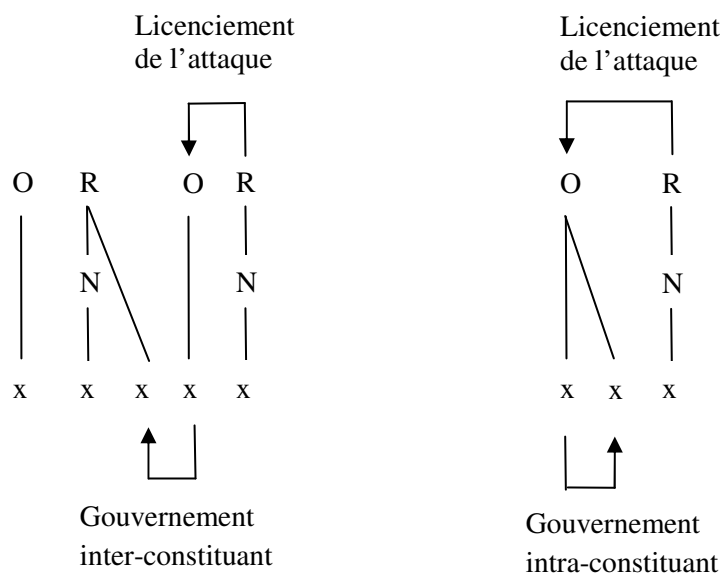 Licenciement Licenciement
de l’attaque de l’attaque
O R O R O R
N N N
x x x x x x x x
Gouvernement Gouvernement
inter-constituant intra-constituant